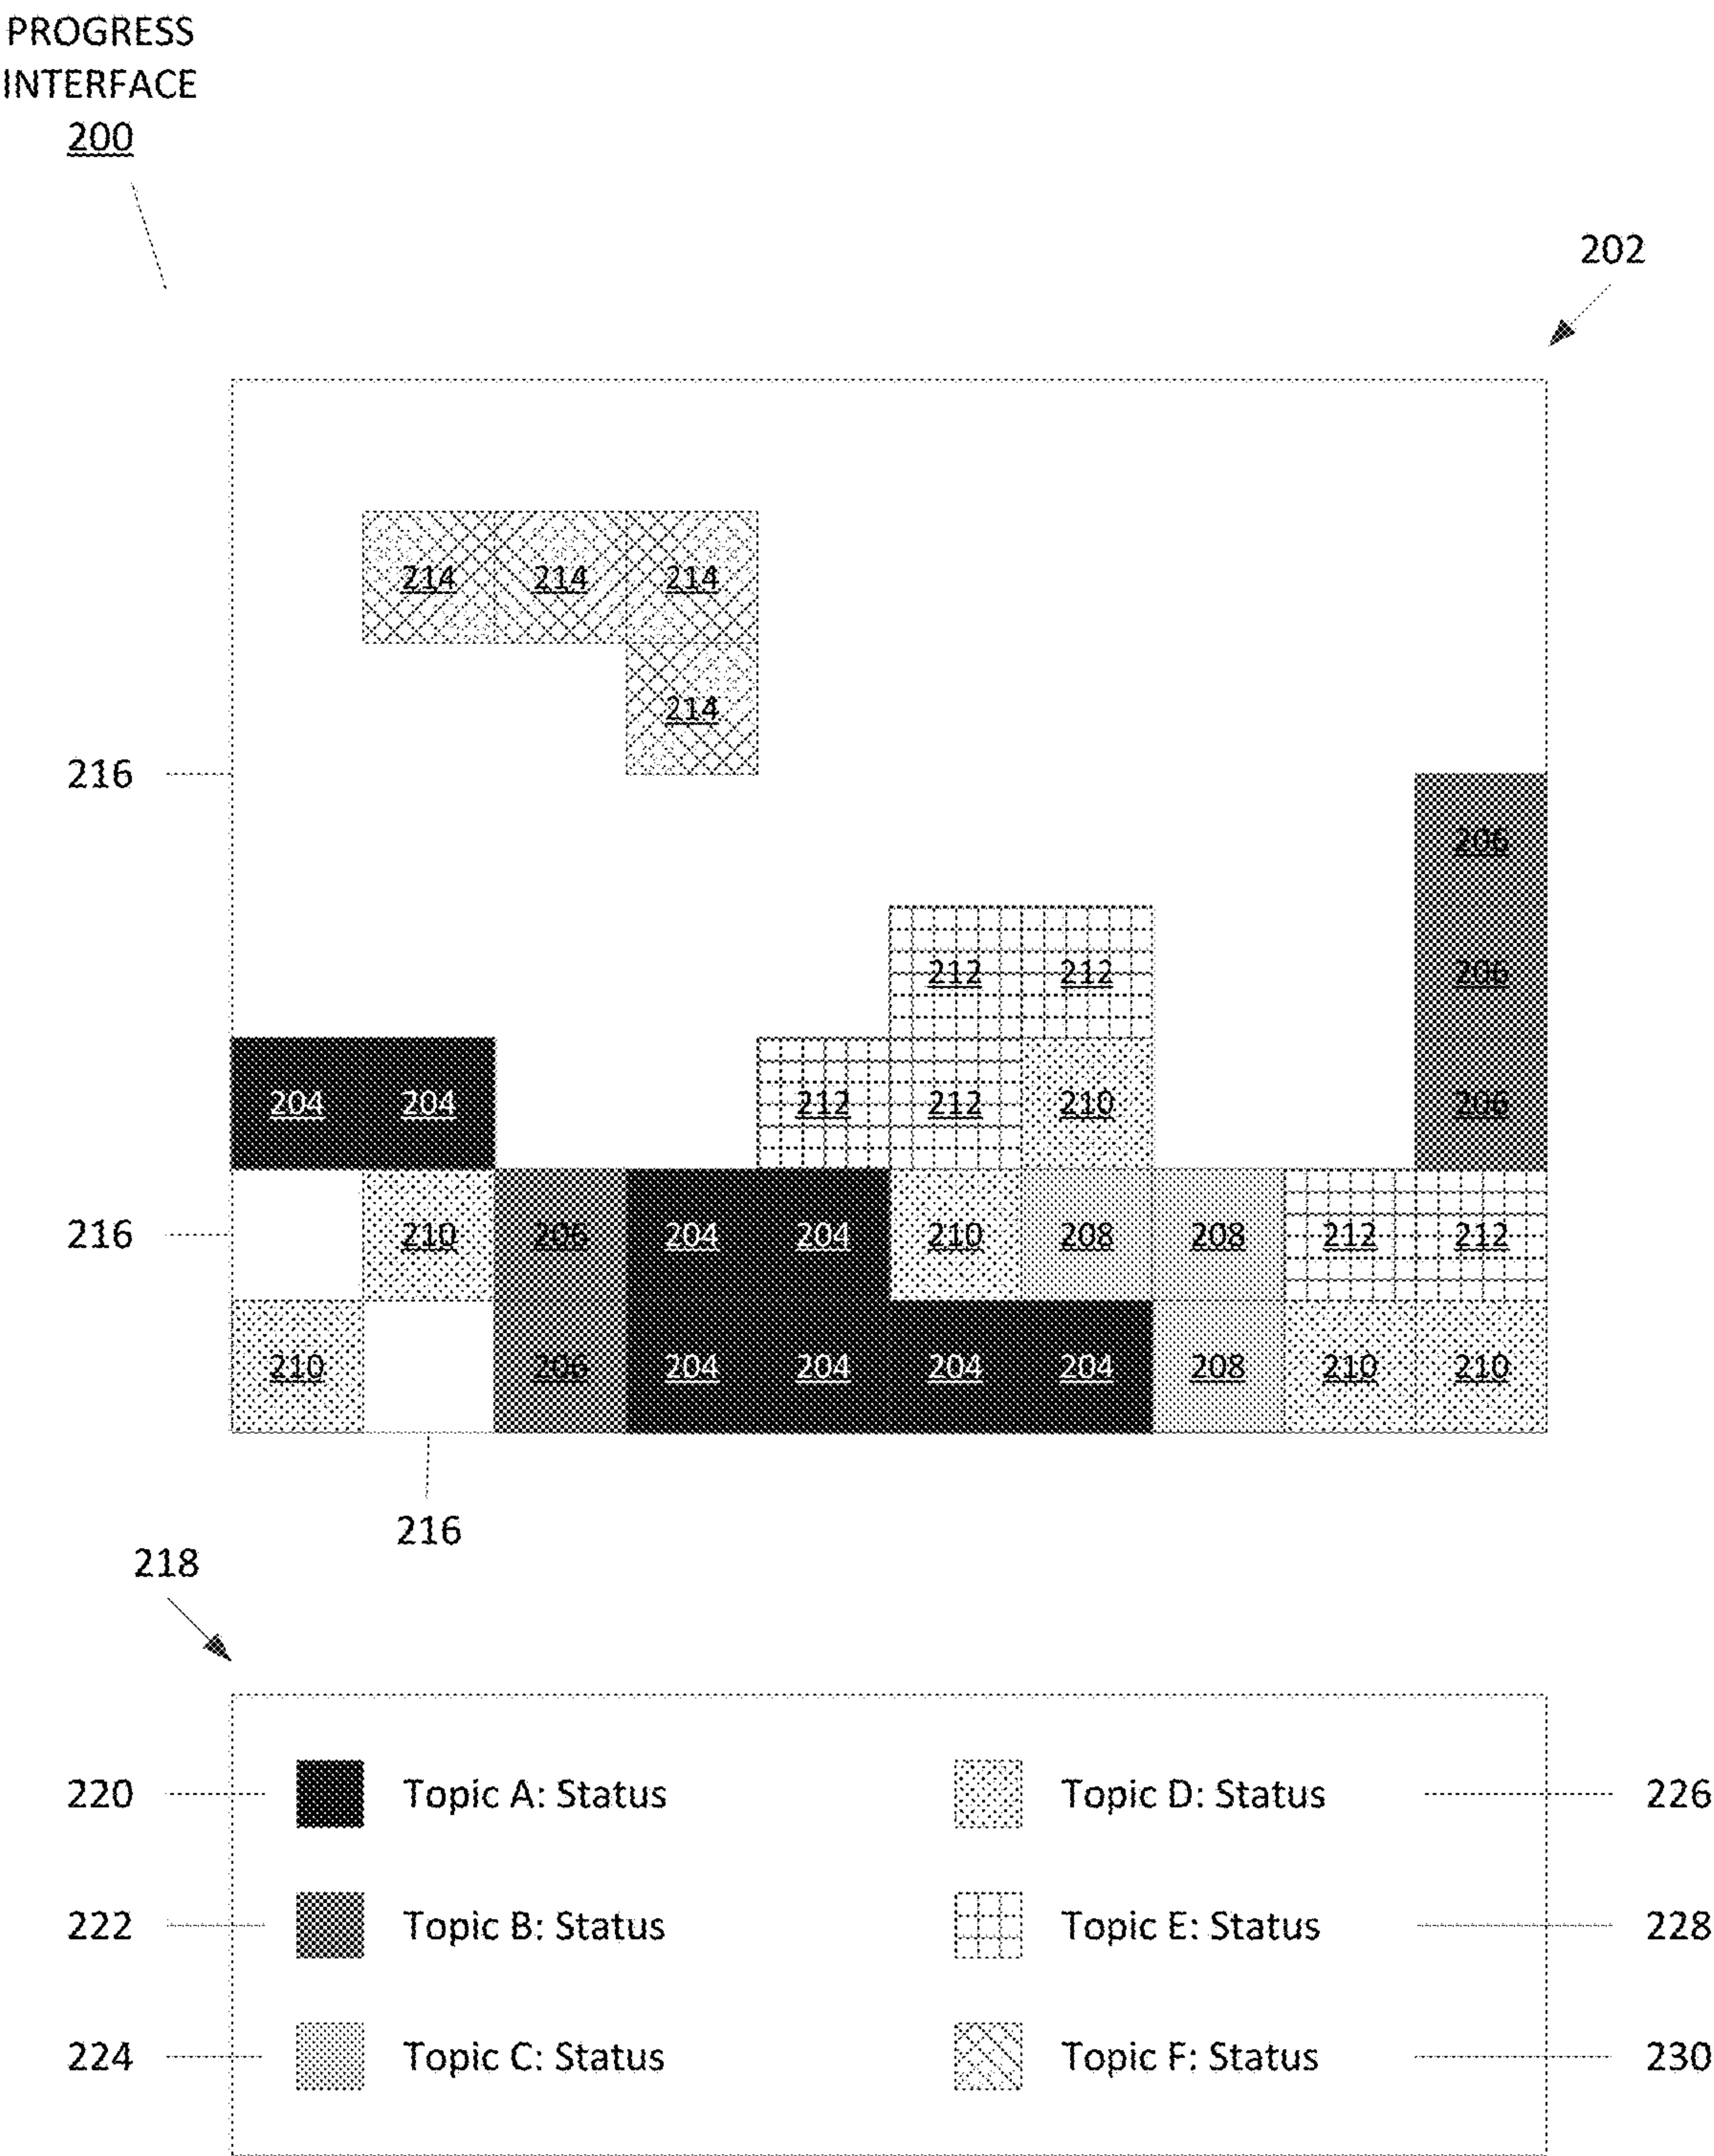 PROGRESS
INTERFACE
200
202
214 214 214
214
216
206
212 212 206
204 204 212 212 210 206
216 210 206 204 204 210 208 208 212 212
210 206 204 204 204 204 208 210 210
216
218
220 Topic A: Status Topic D: Status 226
222 Topic B: Status Topic E: Status 228
224 Topic C: Status Topic F: Status 230